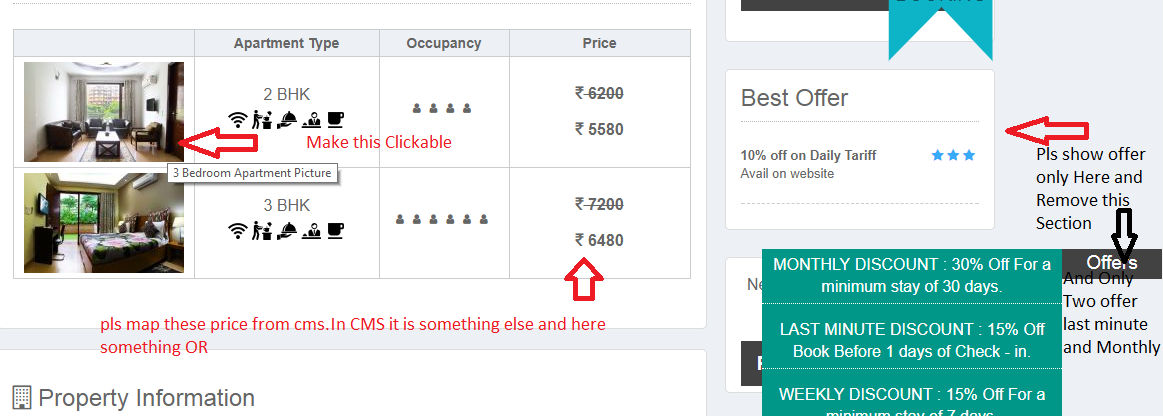 Apartment Type Occupancy Price
2 BHK
₹ 6200
₹ 5580
Make this Clickable
3 Bedroom Apartment Picture
3 BHK
₹ 7200
₹ 6480
pls map these price from cms.In CMS it is something else and here
something OR
Property Information
Best Offer
10% off on Daily Tariff
Avail on website
Pls show offer
only Here and
Remove this
Section
Offers
And Only
Two offer
last minute
and Monthly
MONTHLY DISCOUNT : 30% Off For a
minimum stay of 30 days.
LAST MINUTE DISCOUNT : 15% Off
Book Before 1 days of Check - in.
WEEKLY DISCOUNT : 15% Off For a
minimum stay of 7 days